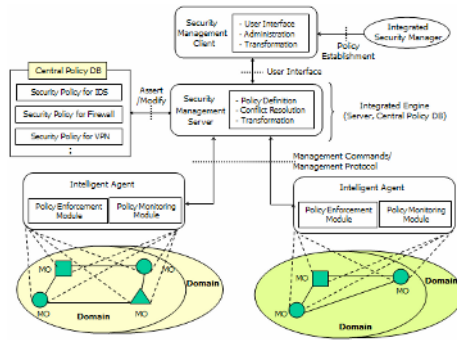 Security
Management
Client
- User Interface
- Administration
- Transformation
Integrated
Security Manager
Policy
Establishment
User Interface
Central Policy DB
Security Policy for IDS
Security Policy for Firewall
Security Policy for VPN
:
Assert
/Modify
Security
Management
Server
- Policy Definition
- Conflict Resolution
- Transformation
Integrated Engine
(Server, Central Policy DB)
Management Commands/
Management Protocol
Intelligent Agent
Policy Enforcement
Module
Policy Monitoring
Module
Intelligent Agent
Policy Enforcement
Module
Policy Monitoring
Module
MO
MO
MO
MO
Domain
Domain
MO
MO
MO
Domain
Domain